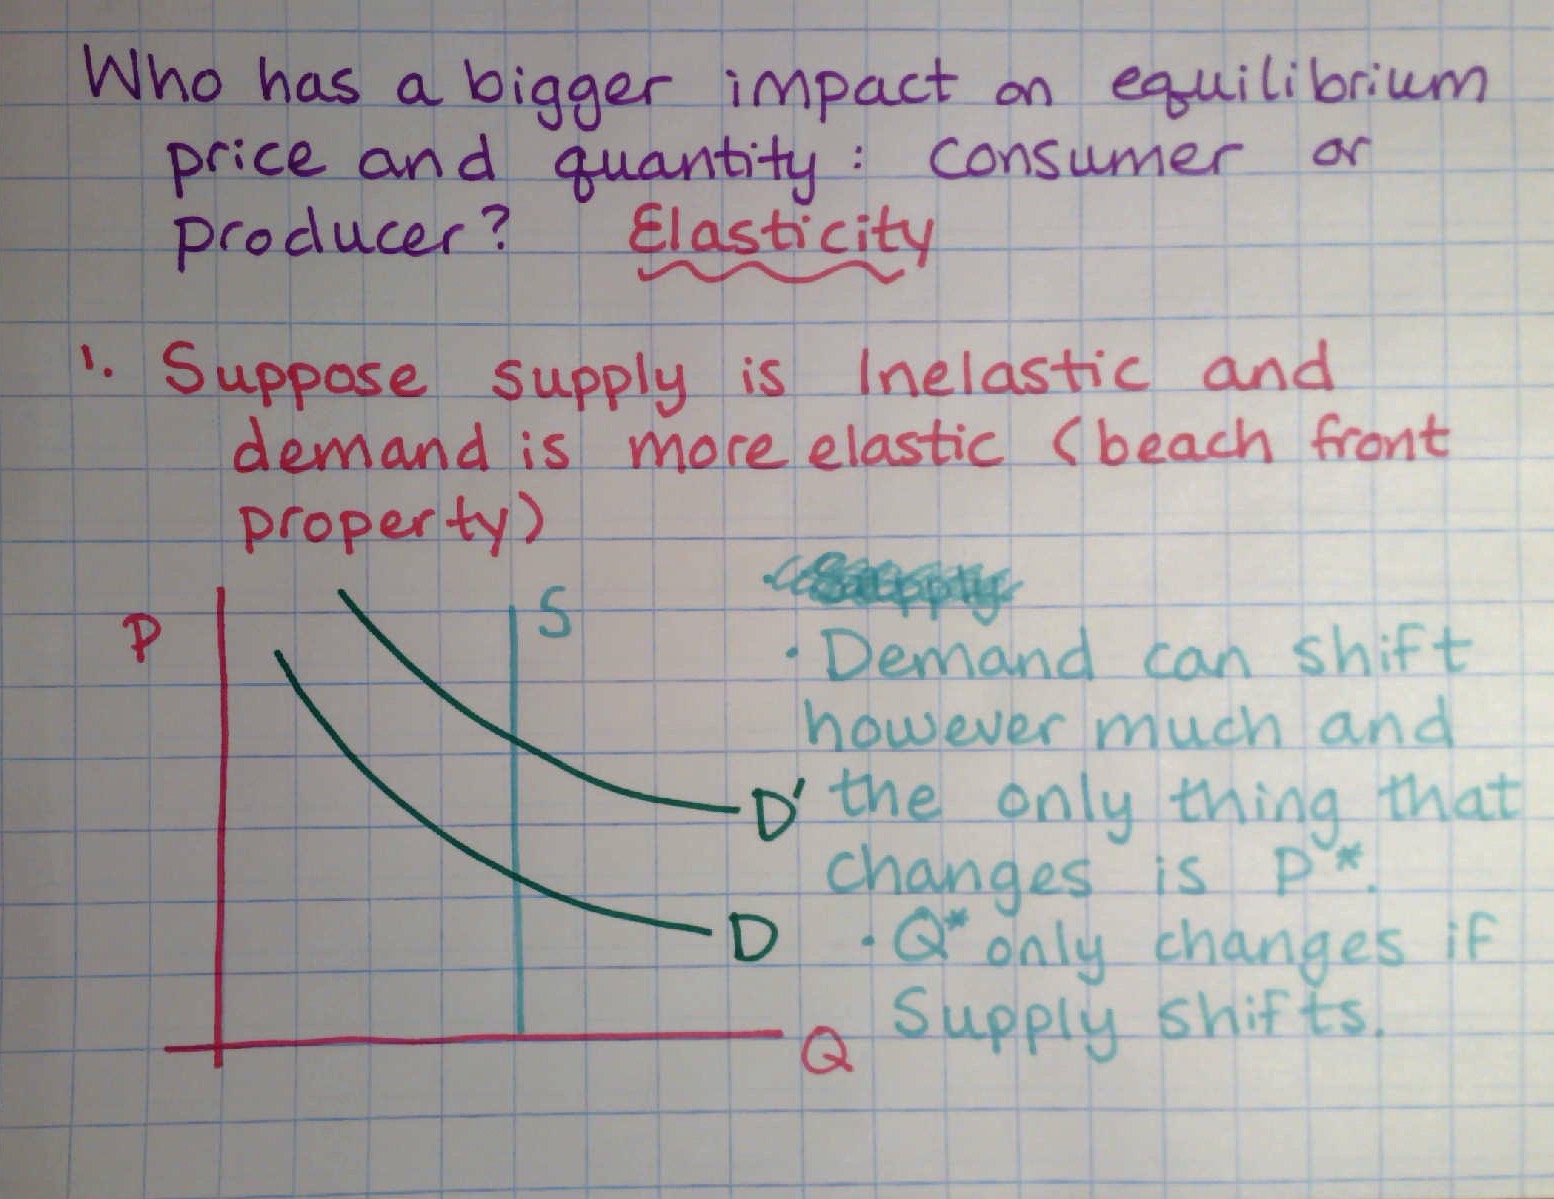 Who has a bigger impact on equilibrium
price and quantity: consumer or
producer? Elasticity
1. Suppose supply is Inelastic and
demand is more elastic (beach front
property)
P
S
· Demand can shift
however much and
D' the only thing that
changes is P*.
D · Q* only changes if
Supply shifts.
Q